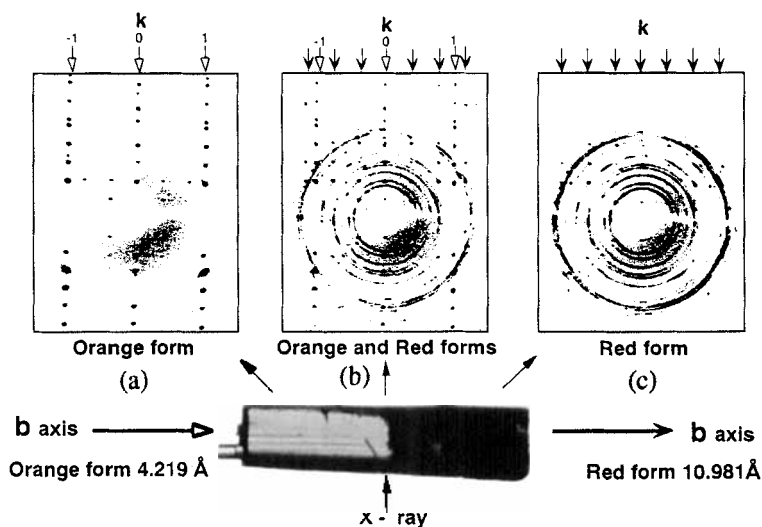 k k k
-1 0 1 -1 0 1
Orange form Orange and Red forms Red form
(a) (b) (c)
b axis b axis
Orange form 4.219 Å Red form 10.981Å
x - ray